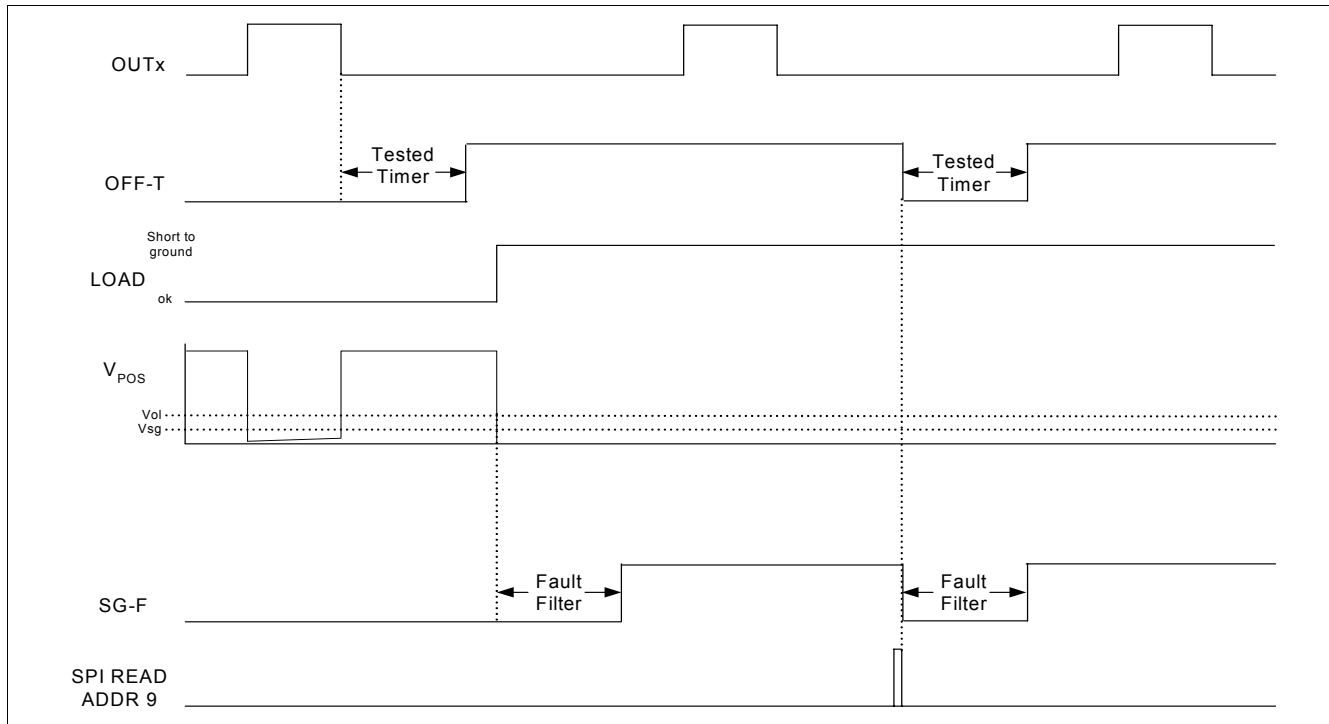 OUTx
Tested
Timer
Tested
Timer
OFF-T
Short to
ground
LOAD
ok
VPOS
Vol
Vsg
Fault
Filter
Fault
Filter
SG-F
SPI READ
ADDR 9